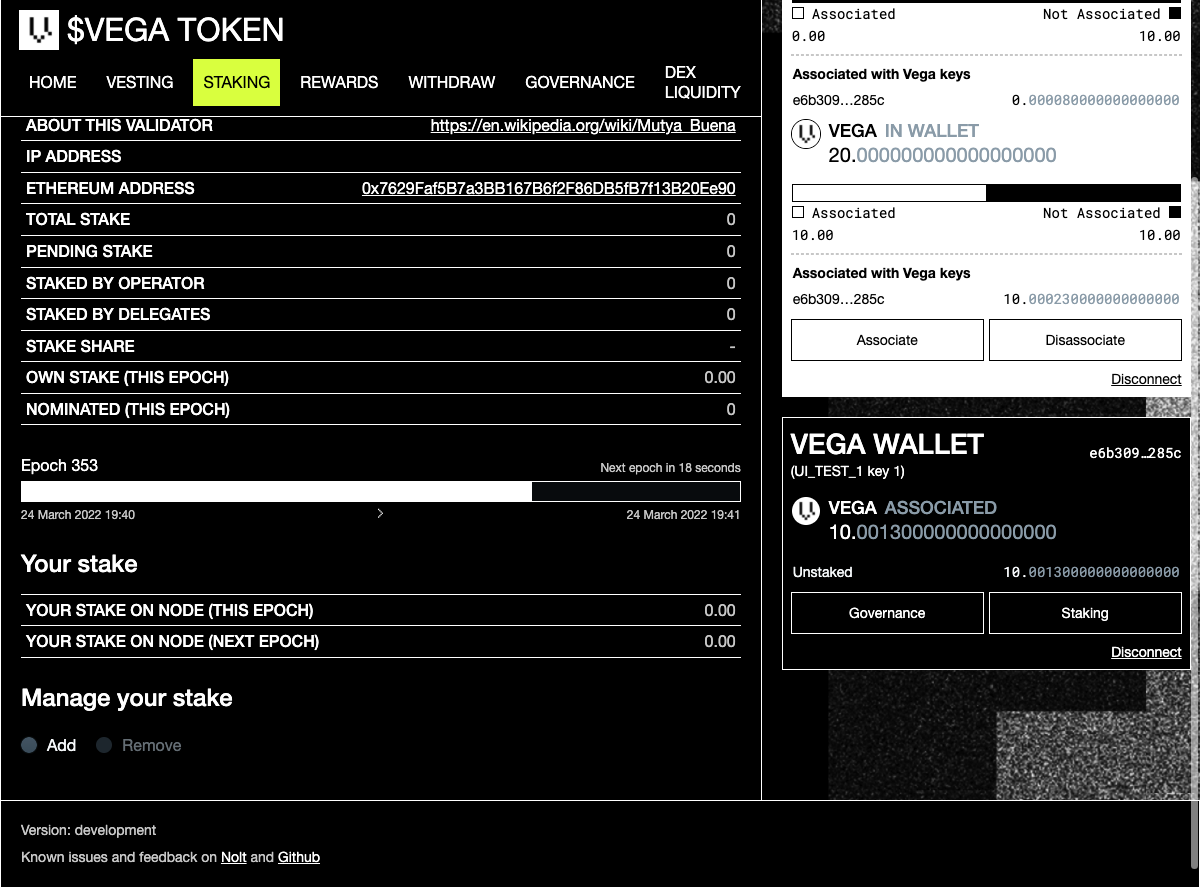 $VEGA TOKEN
HOME VESTING STAKING REWARDS WITHDRAW GOVERNANCE DEX LIQUIDITY
ABOUT THIS VALIDATOR https://en.wikipedia.org/wiki/Mutya_Buena
IP ADDRESS
ETHEREUM ADDRESS 0x7629Faf5B7a3BB167B6f2F86DB5fB7f13B20Ee90
TOTAL STAKE 0
PENDING STAKE 0
STAKED BY OPERATOR 0
STAKED BY DELEGATES 0
STAKE SHARE -
OWN STAKE (THIS EPOCH) 0.00
NOMINATED (THIS EPOCH) 0
Epoch 353 Next epoch in 18 seconds
24 March 2022 19:40 > 24 March 2022 19:41
Your stake
YOUR STAKE ON NODE (THIS EPOCH) 0.00
YOUR STAKE ON NODE (NEXT EPOCH) 0.00
Manage your stake
Add Remove
Associated Not Associated
0.00 10.00
Associated with Vega keys
e6b309…285c 0.000080000000000000
VEGA IN WALLET
20.000000000000000000
Associated Not Associated
10.00 10.00
Associated with Vega keys
e6b309…285c 10.000230000000000000
Associate Disassociate
Disconnect
VEGA WALLET e6b309…285c
(UI_TEST_1 key 1)
VEGA ASSOCIATED
10.001300000000000000
Unstaked 10.001300000000000000
Governance Staking
Disconnect
Version: development
Known issues and feedback on Nolt and Github